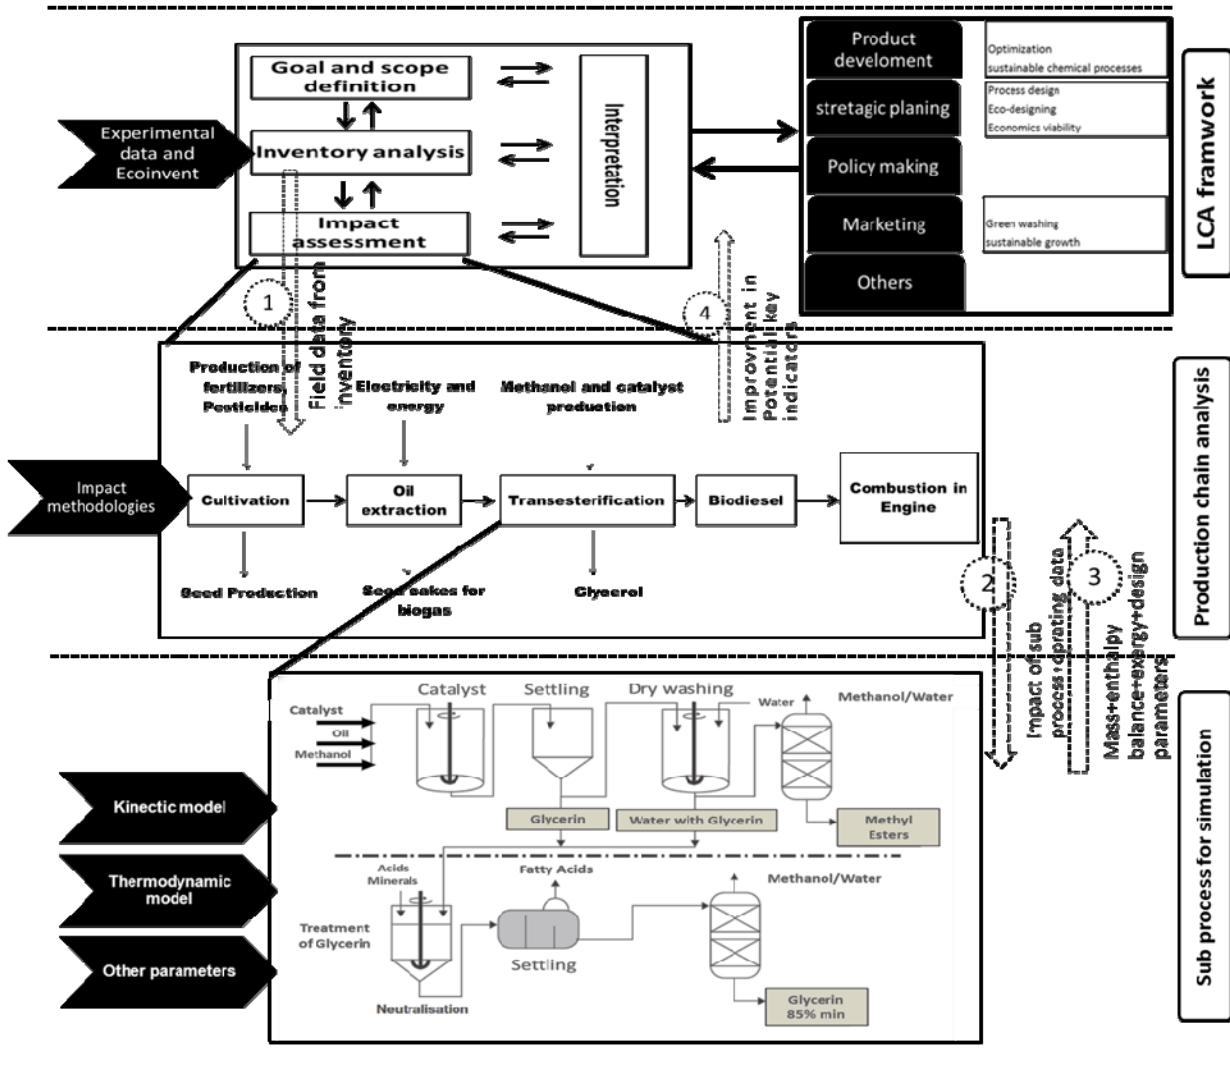 Goal and scope
definition
Experimental
data and
Ecoinvent
Inventory analysis
Impact
assessment
Interpretation
Product
develoment
Optimization
sustainable chemical processes
stretagic planing
Process design
Eco-designing
Economics viability
Policy making
Marketing
Green washing
sustainable growth
Others
LCA framwork
1
Field data from
inventory
4
Improvment in
Potential key
indicators
Production of
fertilizers,
Pesticides
Electricity and
energy
Methanol and catalyst
production
Impact
methodologies
Cultivation
Oil
extraction
Transesterification
Biodiesel
Combustion in
Engine
Seed Production
Seed cakes for
biogas
Glycerol
Production chain analysis
2
Impact of sub
process+oprating data
3
Mass+enthalpy
balance+exergy+design
parameters
Catalyst
Settling
Dry washing
Methanol/Water
Catalyst
Oil
Methanol
Water
Kinectic model
Glycerin
Water with Glycerin
Methyl
Esters
Thermodynamic
model
Acids
Minerals
Fatty Acids
Methanol/Water
Treatment
of Glycerin
Settling
Other parameters
Neutralisation
Glycerin
85% min
Sub process for simulation